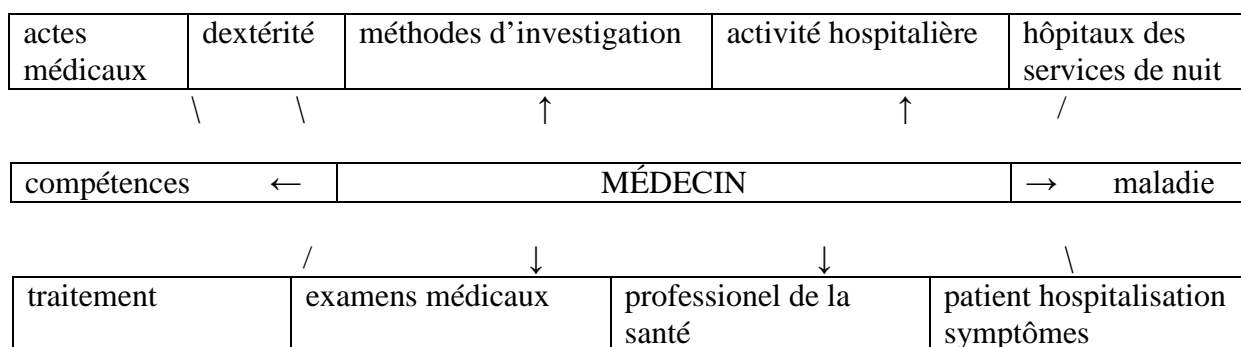 actes médicaux dextérité méthodes d’investigation activité hospitalière hôpitaux des services de nuit
\ \ ↑ ↑ /
compétences ← MÉDECIN → maladie
/ ↓ ↓ \
traitement examens médicaux professionel de la santé patient hospitalisation symptômes